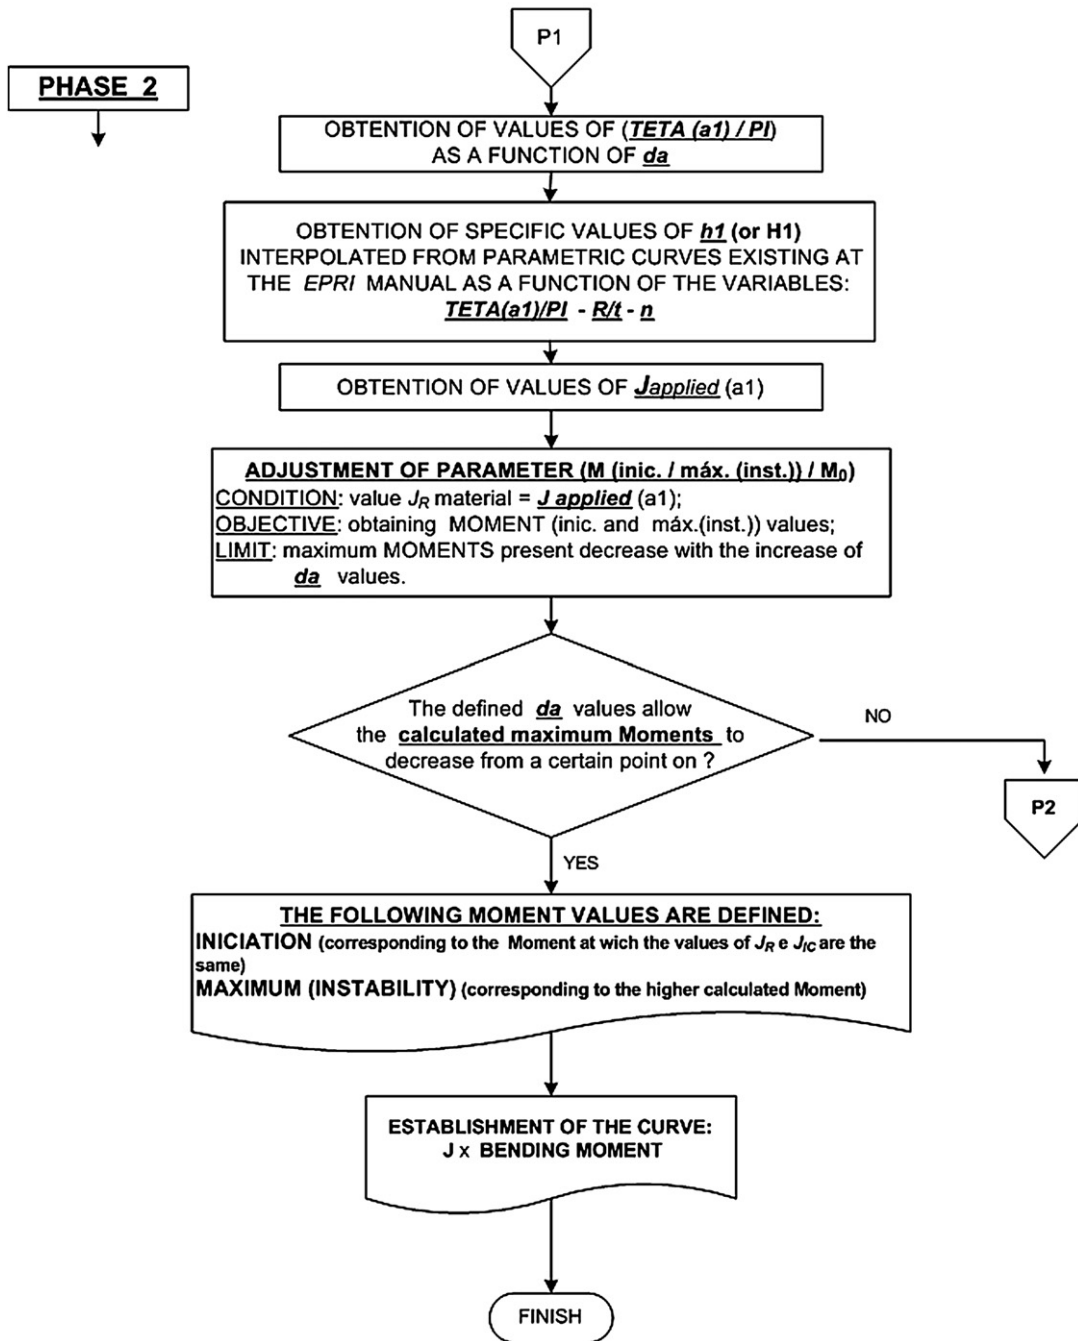 P1
PHASE 2
OBTENTION OF VALUES OF (TETA (a1) / PI)
AS A FUNCTION OF da
OBTENTION OF SPECIFIC VALUES OF h1 (or H1)
INTERPOLATED FROM PARAMETRIC CURVES EXISTING AT
THE EPRI MANUAL AS A FUNCTION OF THE VARIABLES:
TETA(a1)/PI - R/t - n
OBTENTION OF VALUES OF Japplied (a1)
ADJUSTMENT OF PARAMETER (M (inic. / máx. (inst.)) / M₀)
CONDITION: value JR material = J applied (a1);
OBJECTIVE: obtaining MOMENT (inic. and máx.(inst.)) values;
LIMIT: maximum MOMENTS present decrease with the increase of
da values.
The defined da values allow
the calculated maximum Moments to
decrease from a certain point on ?
NO
P2
YES
THE FOLLOWING MOMENT VALUES ARE DEFINED:
INICIATION (corresponding to the Moment at wich the values of JR e JIC are the
same)
MAXIMUM (INSTABILITY) (corresponding to the higher calculated Moment)
ESTABLISHMENT OF THE CURVE:
J x BENDING MOMENT
FINISH